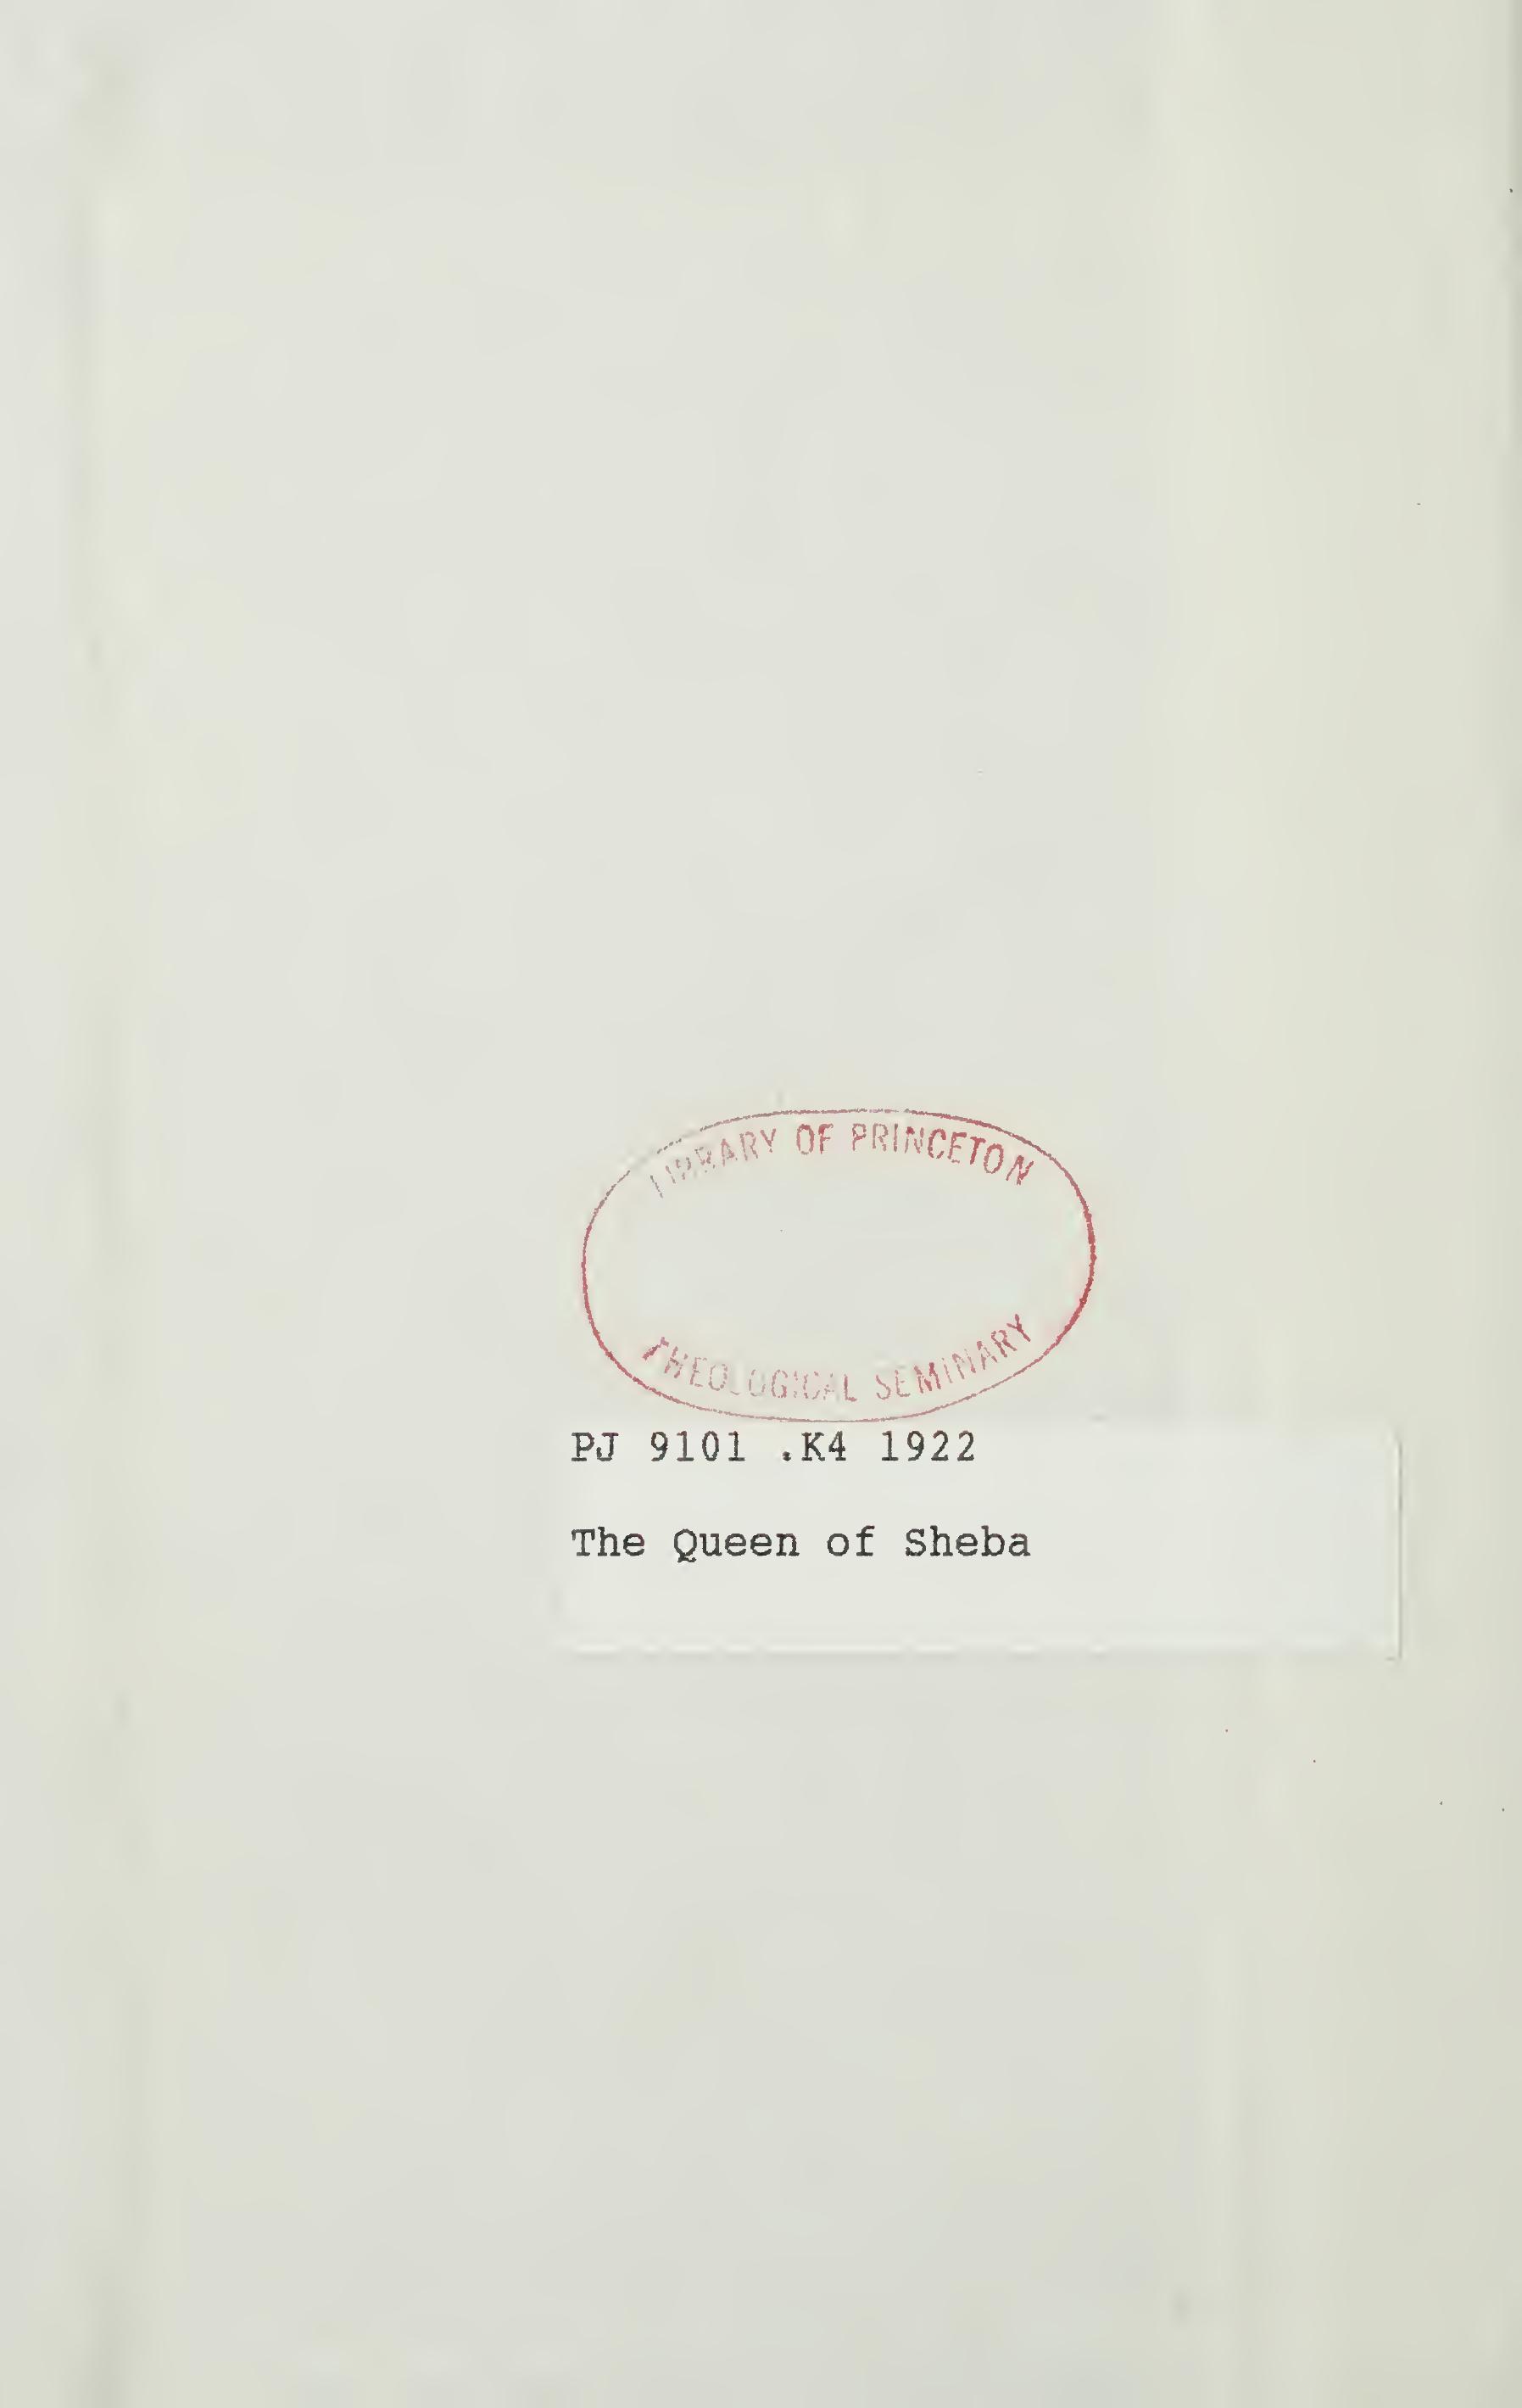 LIBRARY OF PRINCETON
THEOLOGICAL SEMINARY
PJ 9101 .K4 1922
The Queen of Sheba